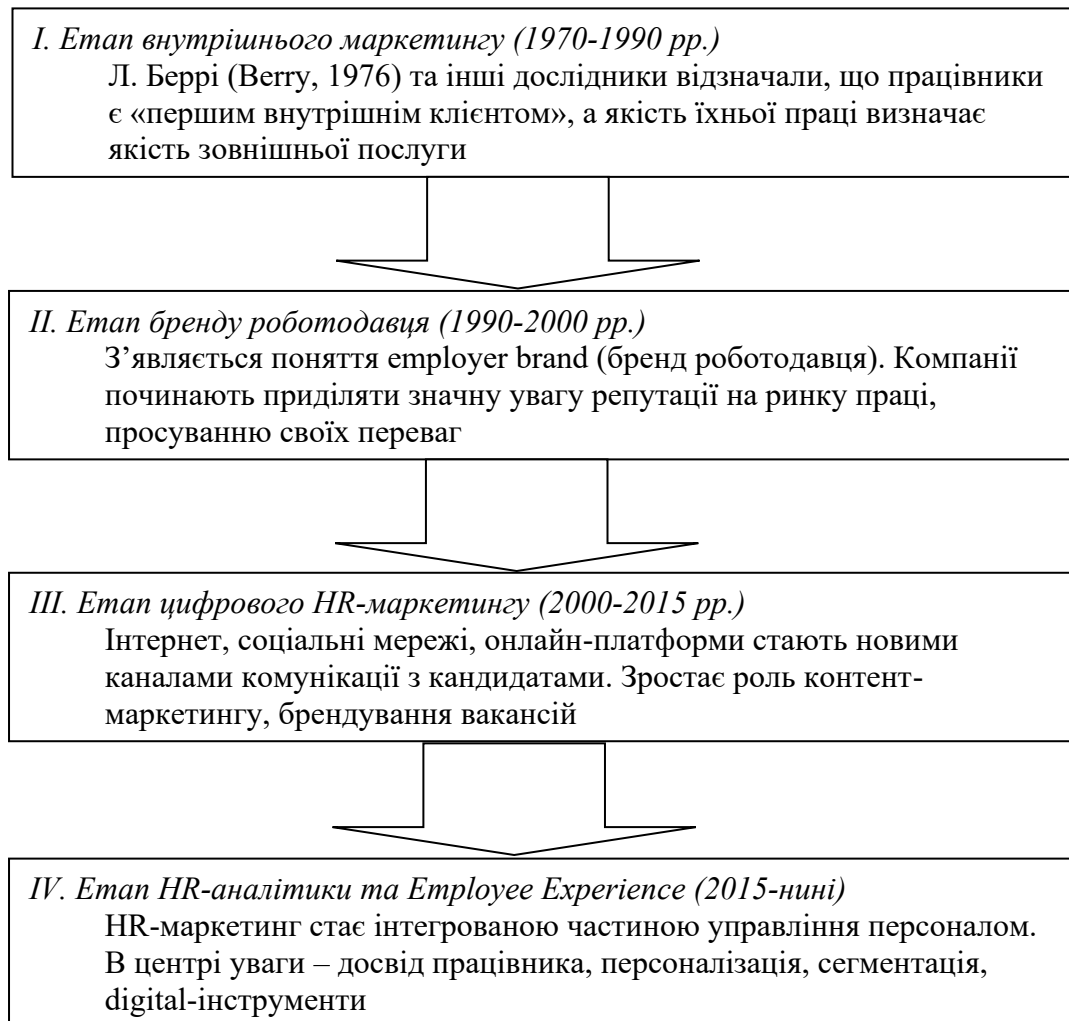 I. Етап внутрішнього маркетингу (1970-1990 рр.)
Л. Беррі (Berry, 1976) та інші дослідники відзначали, що працівники
є «першим внутрішнім клієнтом», а якість їхньої праці визначає
якість зовнішньої послуги
II. Етап бренду роботодавця (1990-2000 рр.)
З’являється поняття employer brand (бренд роботодавця). Компанії
починають приділяти значну увагу репутації на ринку праці,
просуванню своїх переваг
III. Етап цифрового HR-маркетингу (2000-2015 рр.)
Інтернет, соціальні мережі, онлайн-платформи стають новими
каналами комунікації з кандидатами. Зростає роль контент-
маркетингу, брендування вакансій
IV. Етап HR-аналітики та Employee Experience (2015-нині)
HR-маркетинг стає інтегрованою частиною управління персоналом.
В центрі уваги – досвід працівника, персоналізація, сегментація,
digital-інструменти